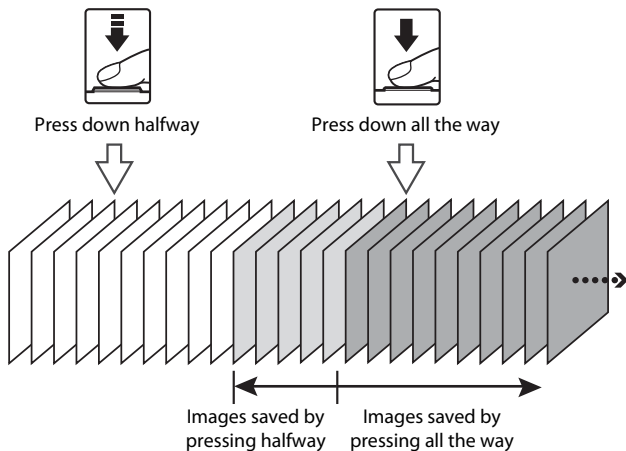 Press down halfway
Press down all the way
Images saved by
pressing halfway
Images saved by
pressing all the way